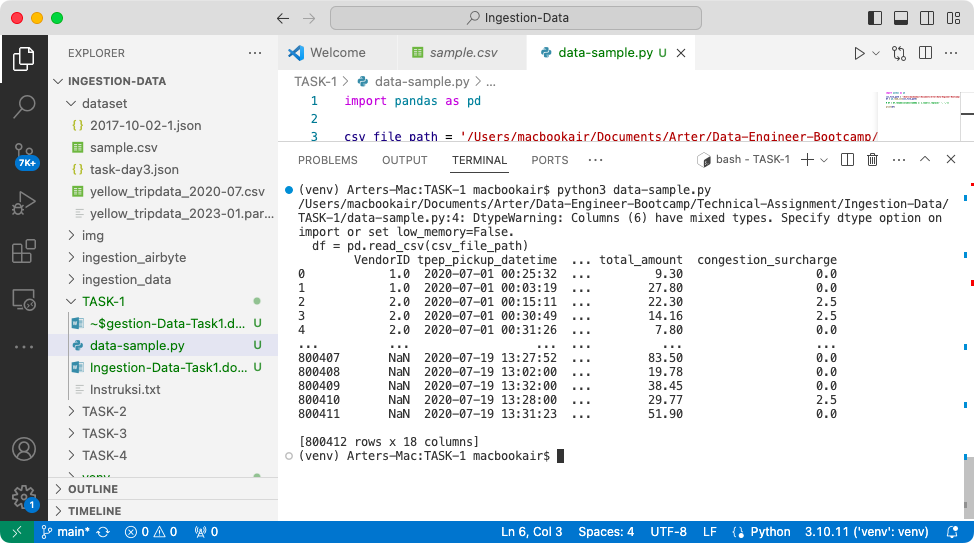 Ingestion-Data
EXPLORER
INGESTION-DATA
dataset
2017-10-02-1.json
sample.csv
task-day3.json
yellow_tripdata_2020-07.csv
yellow_tripdata_2023-01.par...
img
ingestion_airbyte
ingestion_data
TASK-1
~$gestion-Data-Task1.d... U
data-sample.py U
Ingestion-Data-Task1.do... U
Instruksi.txt
TASK-2
TASK-3
TASK-4
venv
OUTLINE
TIMELINE
7K+
1
Welcome
sample.csv
data-sample.py U
TASK-1 > data-sample.py > ...
1 import pandas as pd
2
3 csv_file_path = '/Users/macbookair/Documents/Arter/Data-Engineer-Bootcamp/
PROBLEMS OUTPUT TERMINAL PORTS ...
bash - TASK-1
(venv) Arters-Mac:TASK-1 macbookair$ python3 data-sample.py
/Users/macbookair/Documents/Arter/Data-Engineer-Bootcamp/Technical-Assignment/Ingestion-Data/
TASK-1/data-sample.py:4: DtypeWarning: Columns (6) have mixed types. Specify dtype option on
import or set low_memory=False.
df = pd.read_csv(csv_file_path)
VendorID tpep_pickup_datetime ... total_amount congestion_surcharge
0 1.0 2020-07-01 00:25:32 ... 9.30 0.0
1 1.0 2020-07-01 00:03:19 ... 27.80 0.0
2 2.0 2020-07-01 00:15:11 ... 22.30 2.5
3 2.0 2020-07-01 00:30:49 ... 14.16 2.5
4 2.0 2020-07-01 00:31:26 ... 7.80 0.0
... ... ... ... ... ...
800407 NaN 2020-07-19 13:27:52 ... 83.50 0.0
800408 NaN 2020-07-19 13:02:00 ... 19.78 0.0
800409 NaN 2020-07-19 13:32:00 ... 38.45 0.0
800410 NaN 2020-07-19 13:28:00 ... 29.77 2.5
800411 NaN 2020-07-19 13:31:23 ... 51.90 0.0
[800412 rows x 18 columns]
(venv) Arters-Mac:TASK-1 macbookair$
main* 0 0 0
Ln 6, Col 3 Spaces: 4 UTF-8 LF Python 3.10.11 ('venv': venv)